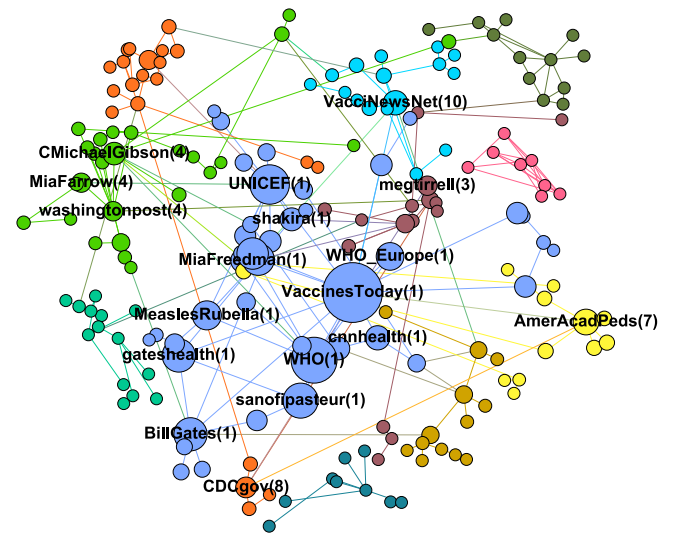 VacciNewsNet(10)
CMichaelGibson(4)
MiaFarrow(4)
UNICEF(1)
megtirrell(3)
washingtonpost(4)
shakira(1)
WHO_Europe(1)
MiaFreedman(1)
VaccinesToday(1)
MeaslesRubella(1)
AmerAcadPeds(7)
cnnhealth(1)
gateshealth(1)
WHO(1)
sanofipasteur(1)
BillGates(1)
CDCgov(8)